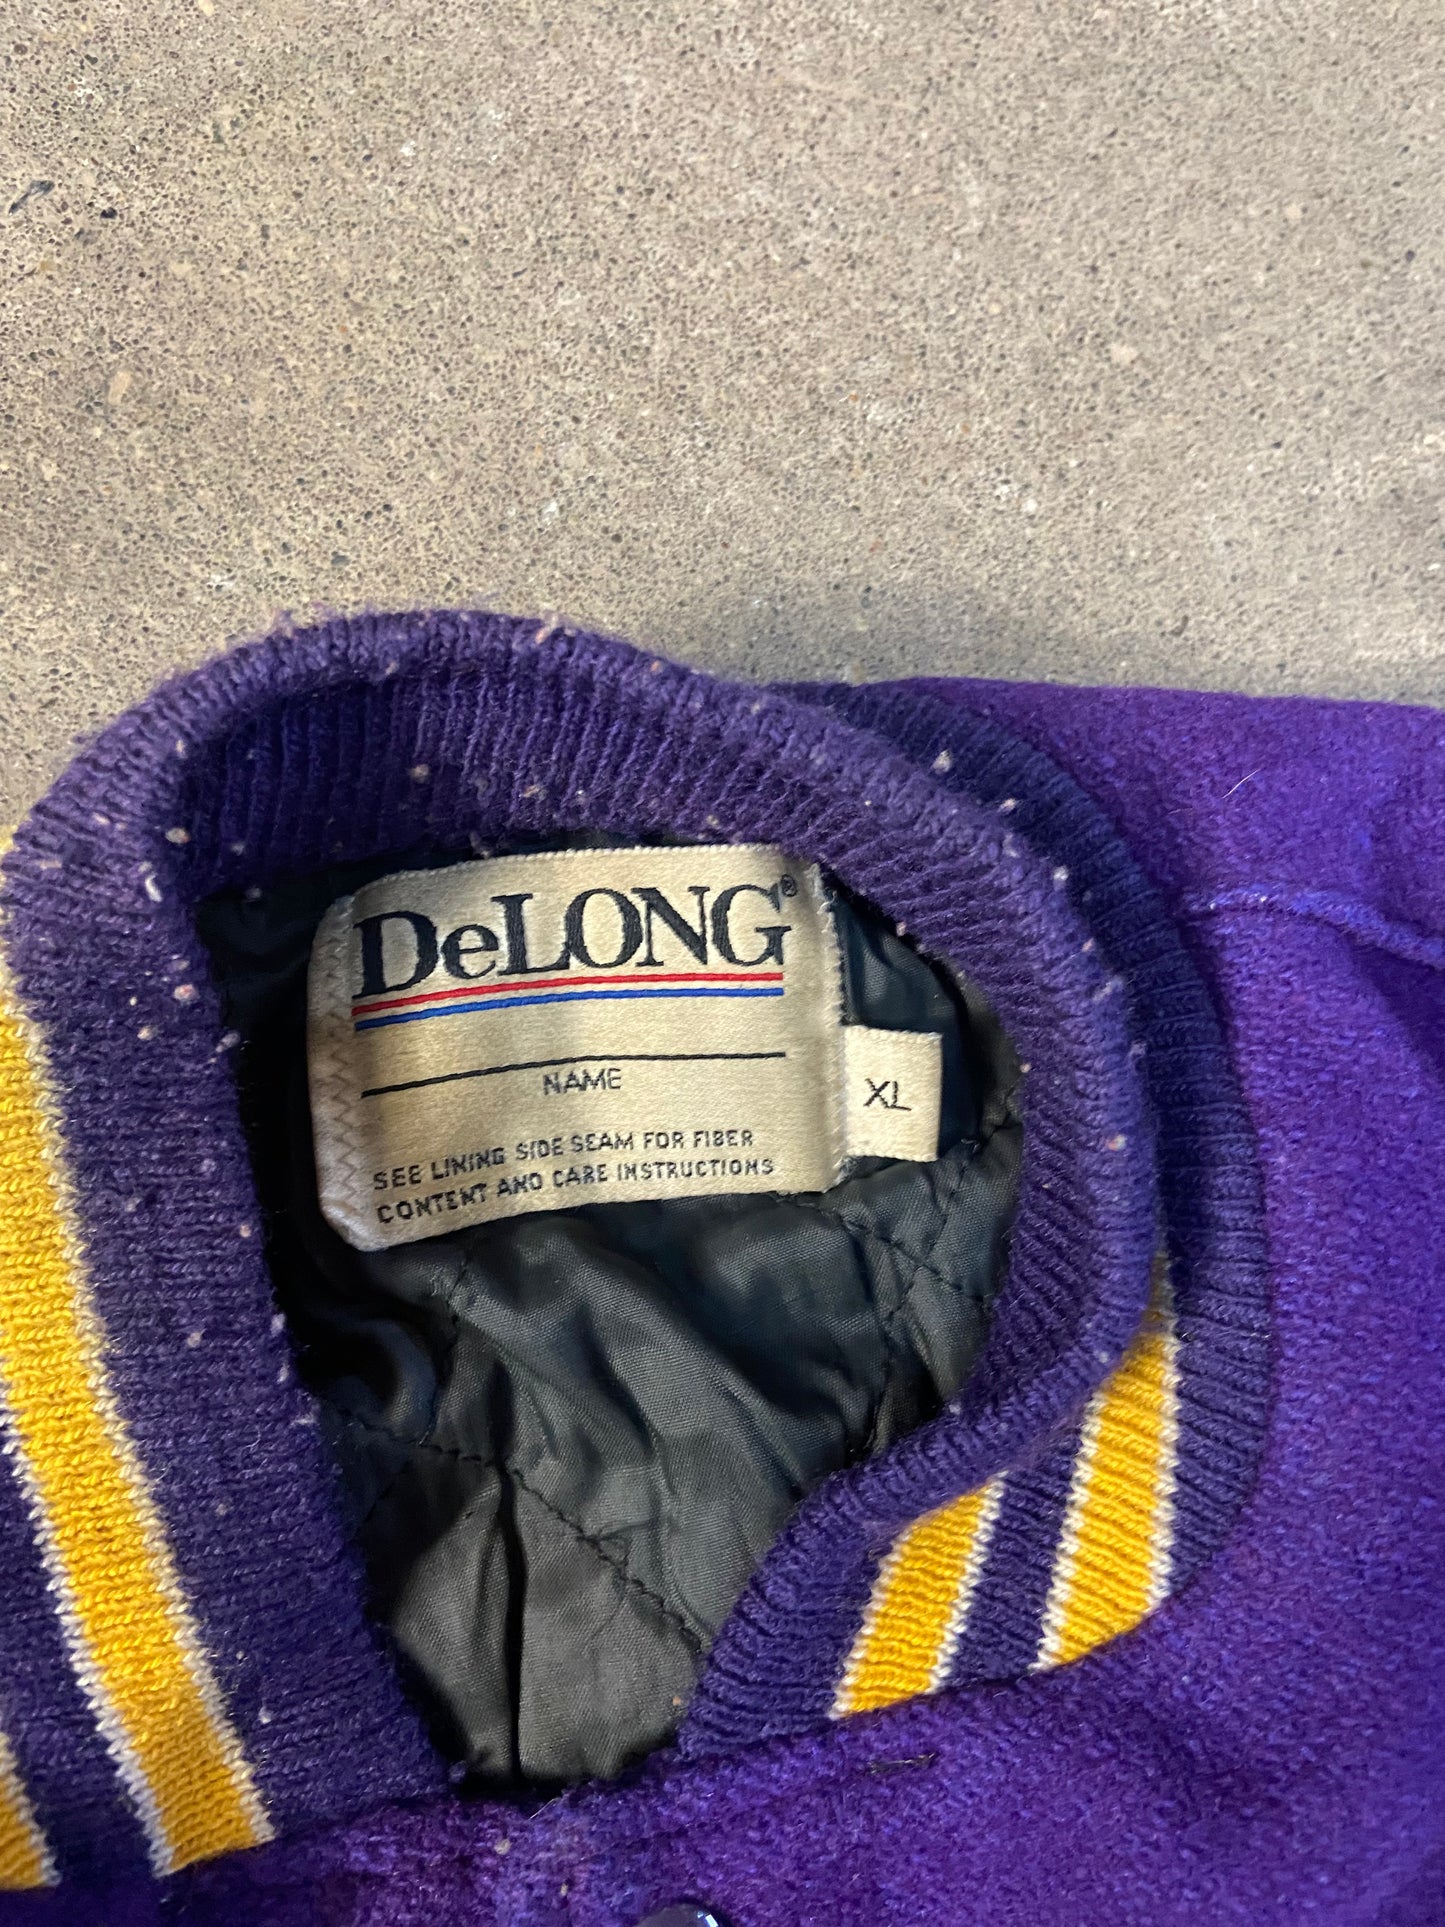 DeLONG®
NAME
XL
SEE LINING SIDE SEAM FOR FIBER
CONTENT AND CARE INSTRUCTIONS